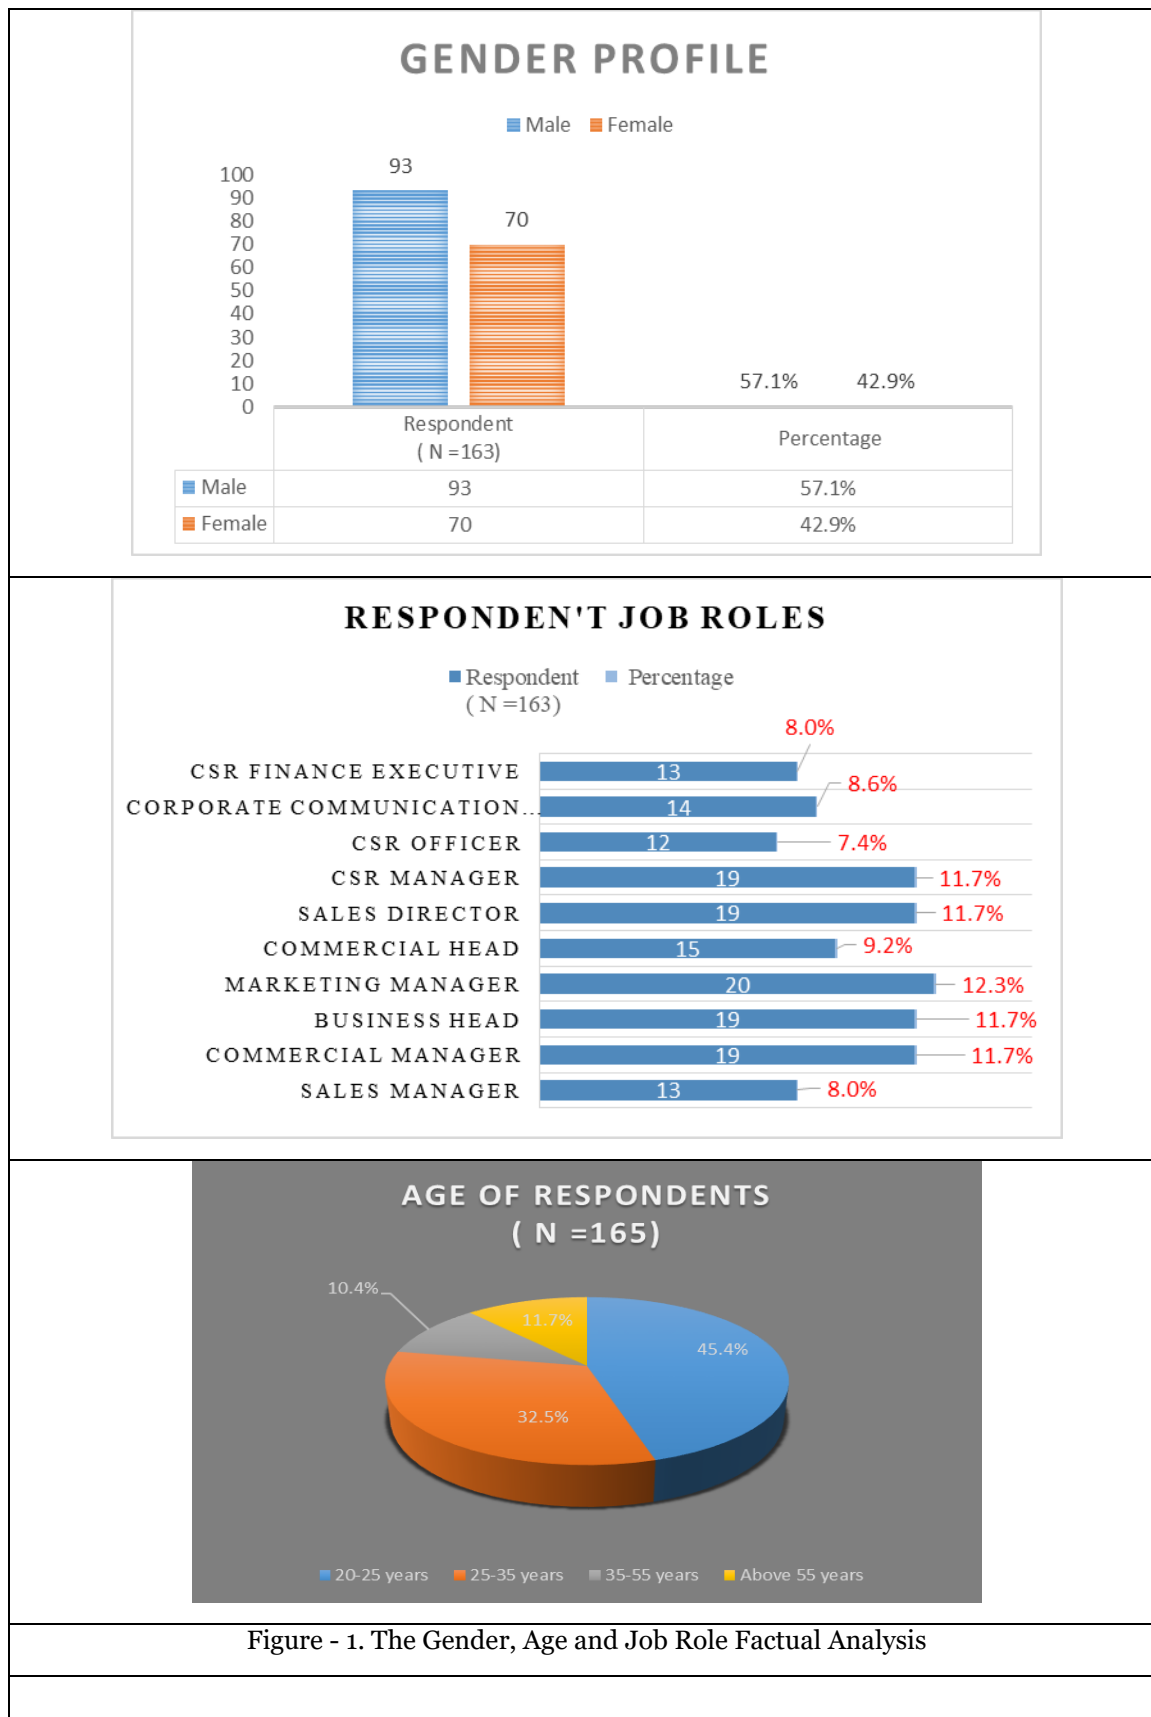 GENDER PROFILE
Male Female
93
70
57.1% 42.9%
100
90
80
70
60
50
40
30
20
10
0
Respondent
( N =163)
Percentage
Male 93 57.1%
Female 70 42.9%
RESPONDEN'T JOB ROLES
Respondent
( N =163)
Percentage
CSR FINANCE EXECUTIVE 13 8.0%
CORPORATE COMMUNICATION... 14 8.6%
CSR OFFICER 12 7.4%
CSR MANAGER 19 11.7%
SALES DIRECTOR 19 11.7%
COMMERCIAL HEAD 15 9.2%
MARKETING MANAGER 20 12.3%
BUSINESS HEAD 19 11.7%
COMMERCIAL MANAGER 19 11.7%
SALES MANAGER 13 8.0%
AGE OF RESPONDENTS
( N =165)
10.4%
11.7%
45.4%
32.5%
20-25 years 25-35 years 35-55 years Above 55 years
Figure - 1. The Gender, Age and Job Role Factual Analysis